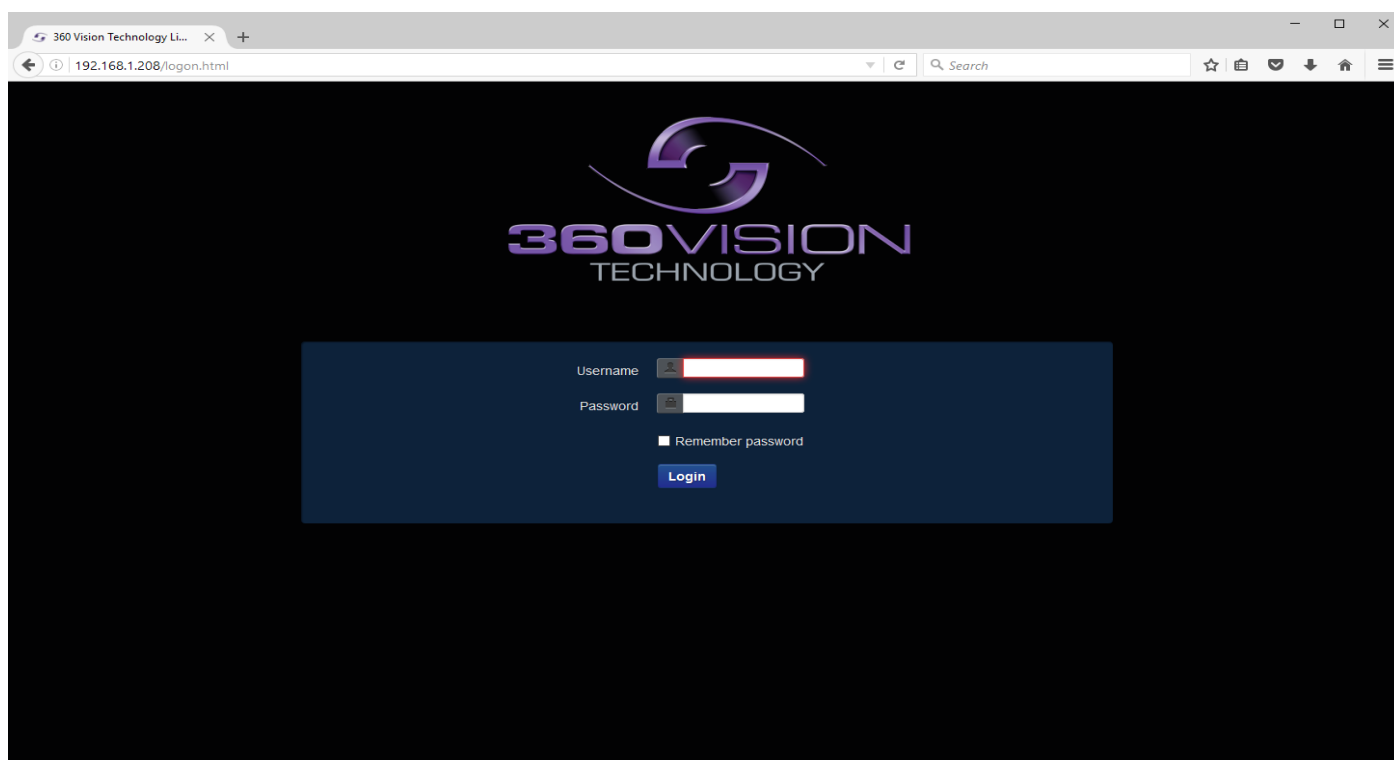 360 Vision Technology Li...
192.168.1.208/logon.html
Search
360VISION
TECHNOLOGY
Username
Password
Remember password
Login